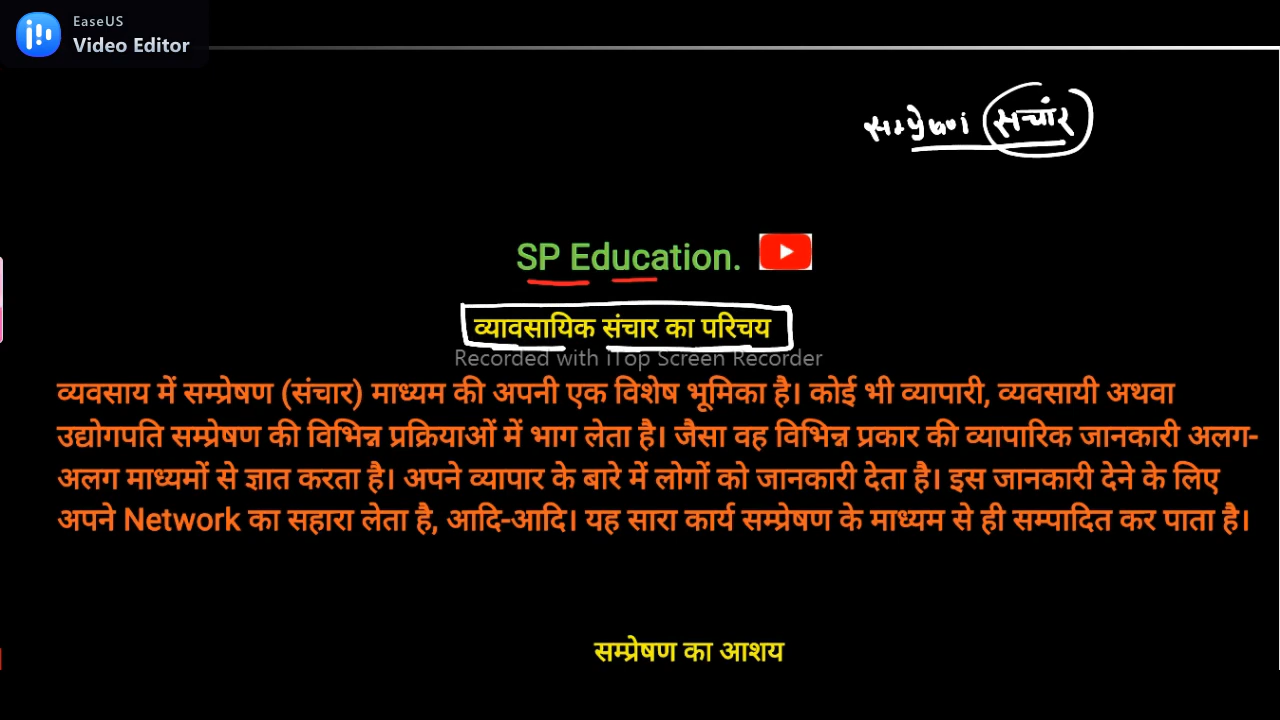 EaseUS
Video Editor
सम्प्रेषण सचांर
SP Education.
व्यावसायिक संचार का परिचय
Recorded with iTop Screen Recorder
व्यवसाय में सम्प्रेषण (संचार) माध्यम की अपनी एक विशेष भूमिका है। कोई भी व्यापारी, व्यवसायी अथवा
उद्योगपति सम्प्रेषण की विभिन्न प्रक्रियाओं में भाग लेता है। जैसा वह विभिन्न प्रकार की व्यापारिक जानकारी अलग-
अलग माध्यमों से ज्ञात करता है। अपने व्यापार के बारे में लोगों को जानकारी देता है। इस जानकारी देने के लिए
अपने Network का सहारा लेता है, आदि-आदि। यह सारा कार्य सम्प्रेषण के माध्यम से ही सम्पादित कर पाता है।
सम्प्रेषण का आशय